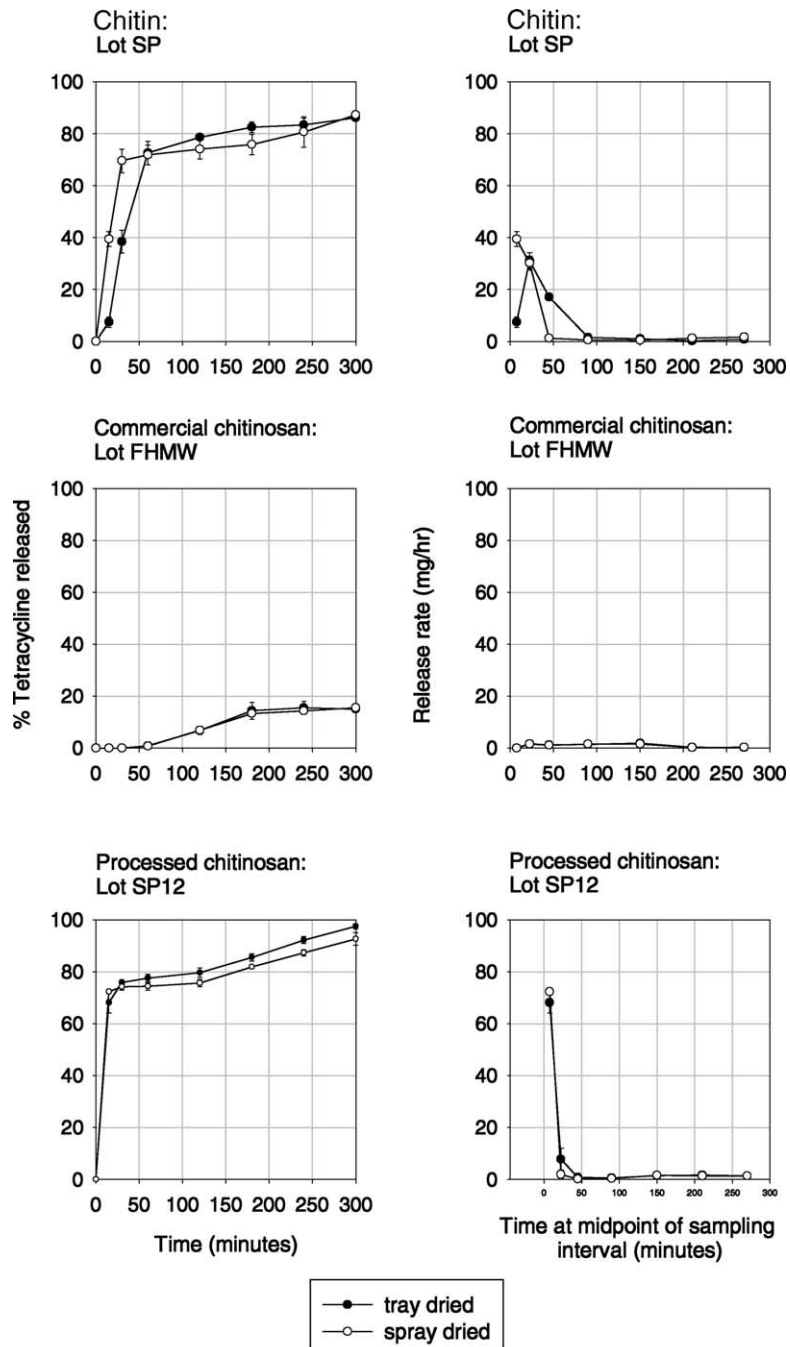 Chitin:
Lot SP
100
80
60
40
20
0
0 50 100 150 200 250 300
Chitin:
Lot SP
100
80
60
40
20
0
0 50 100 150 200 250 300
Commercial chitinosan:
Lot FHMW
100
80
60
40
20
0
0 50 100 150 200 250 300
% Tetracycline released
Commercial chitinosan:
Lot FHMW
100
80
60
40
20
0
0 50 100 150 200 250 300
Release rate (mg/hr)
Processed chitinosan:
Lot SP12
100
80
60
40
20
0
0 50 100 150 200 250 300
Time (minutes)
Processed chitinosan:
Lot SP12
100
80
60
40
20
0
0 50 100 150 200 250 300
Time at midpoint of sampling
interval (minutes)
tray dried
spray dried